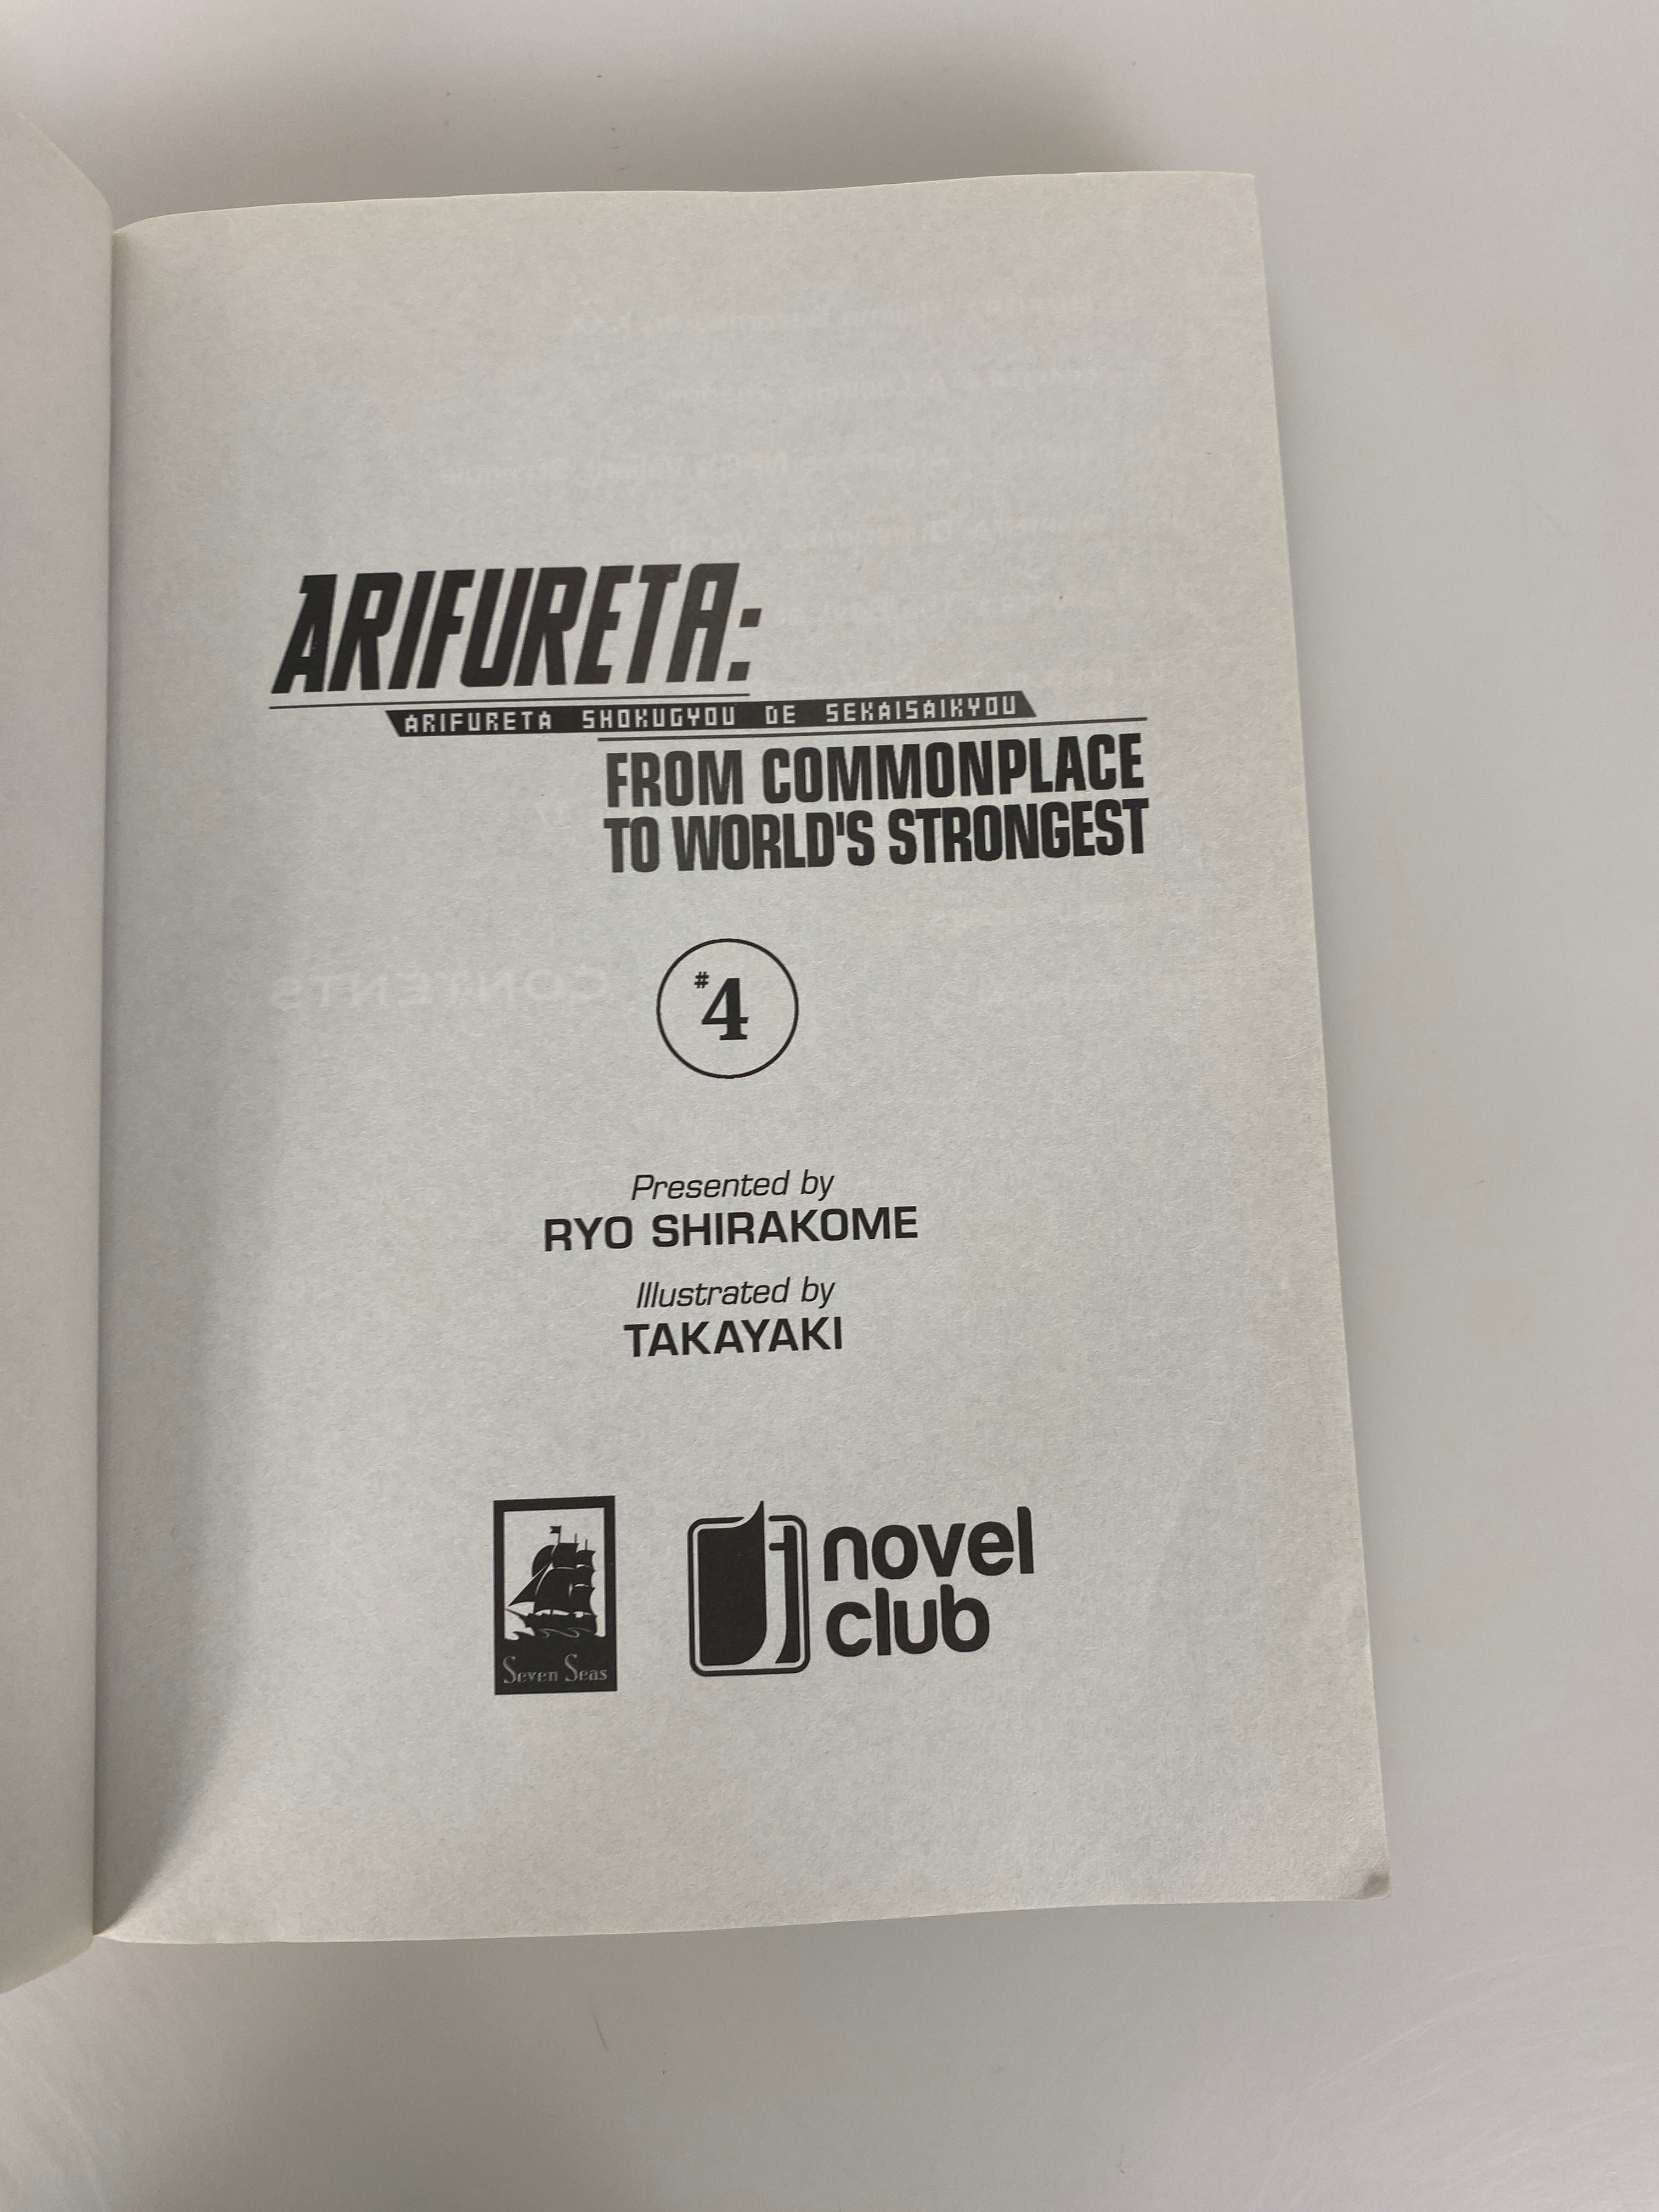 ARIFURETA:
ARIFURETA SHOKUGYOU DE SEKAISAIKYOU
FROM COMMONPLACE
TO WORLD'S STRONGEST
#4
Presented by
RYO SHIRAKOME
Illustrated by
TAKAYAKI
Seven Seas
novel
club
CONTENTS